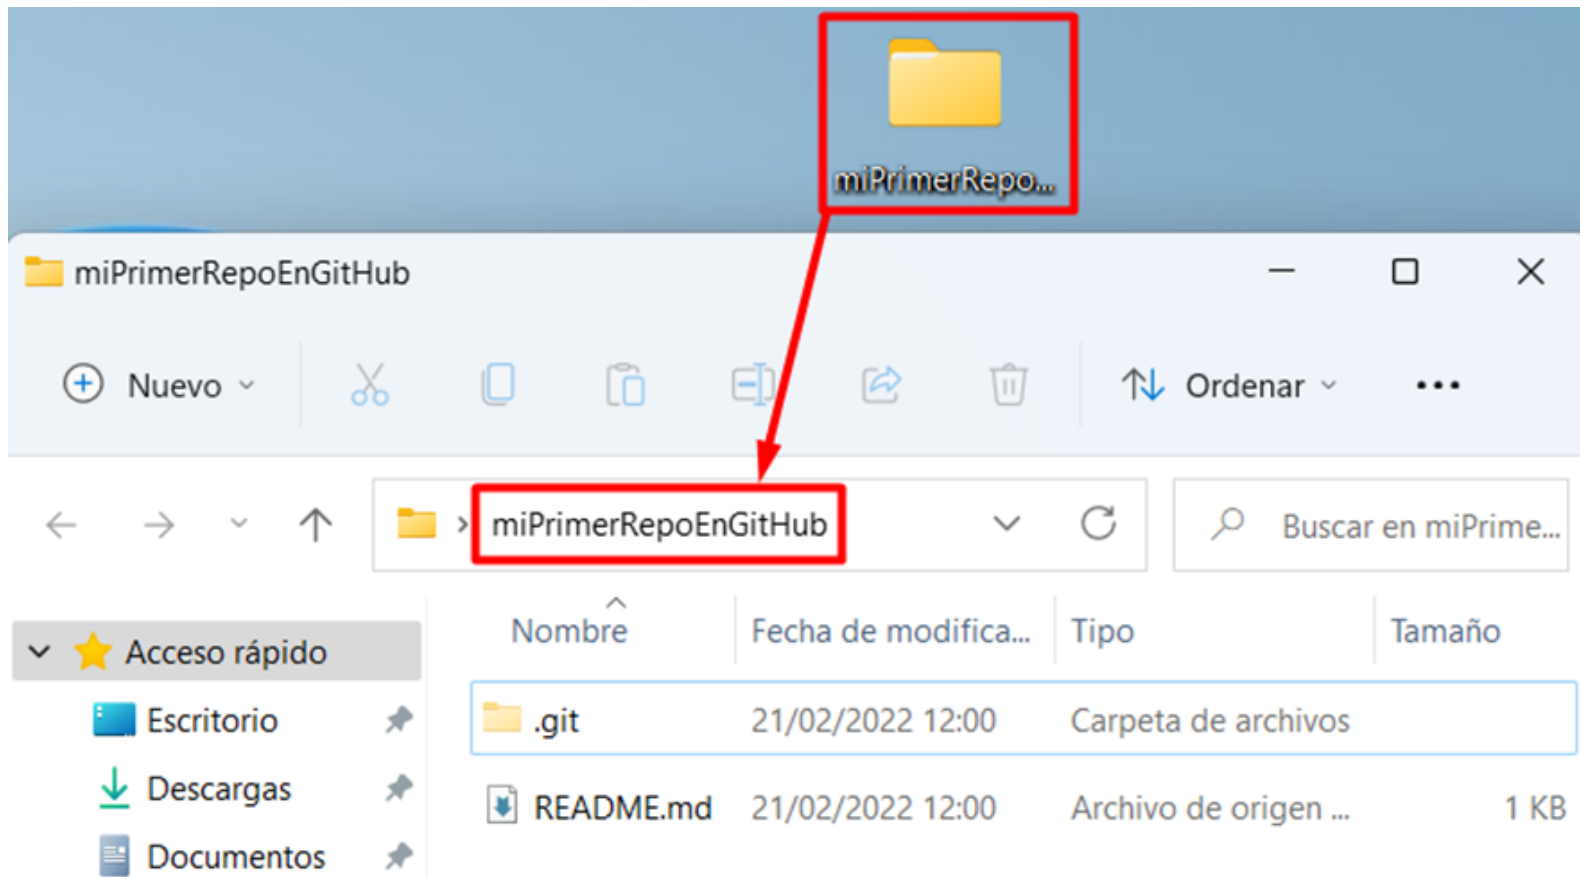 miPrimerRepo...
miPrimerRepoEnGitHub
Nuevo
Ordenar
miPrimerRepoEnGitHub
Buscar en miPrime...
Nombre Fecha de modifica... Tipo Tamaño
Acceso rápido
Escritorio
Descargas
Documentos
.git 21/02/2022 12:00 Carpeta de archivos
README.md 21/02/2022 12:00 Archivo de origen ... 1 KB